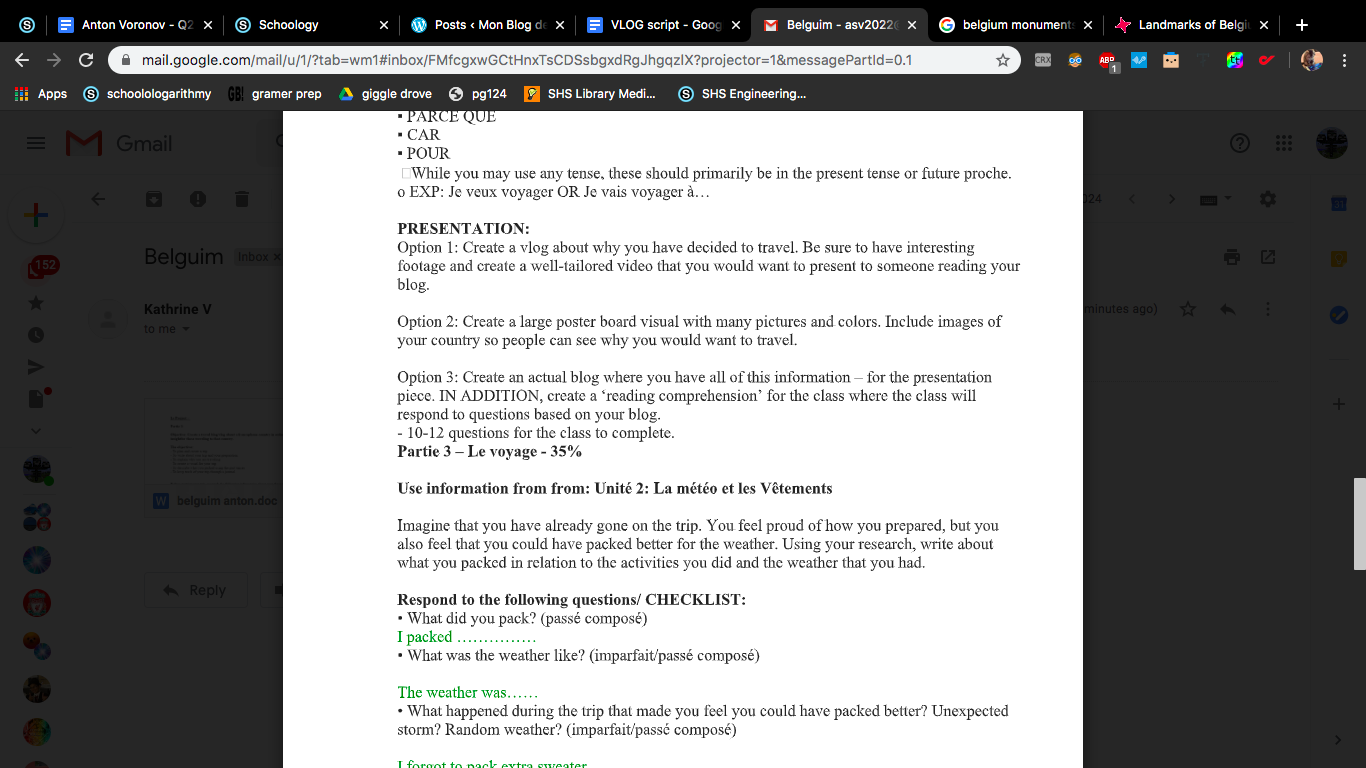 Anton Voronov - Q2
Schoology
Posts ‹ Mon Blog de
VLOG script - Goog
Belguim - asv2022@
belgium monument
Landmarks of Belgi
mail.google.com/mail/u/1/?tab=wm1#inbox/FMfcgxwGCtHnxTsCDSsbgxdRgJhgqzlX?projector=1&messagePartId=0.1
CRX
ABP
1
Apps
schoolologarithmy
GB!
gramer prep
giggle drove
pg124
SHS Library Medi...
SHS Engineering...
▪ PARCE QUE
▪ CAR
▪ POUR
While you may use any tense, these should primarily be in the present tense or future proche.
o EXP: Je veux voyager OR Je vais voyager à…
PRESENTATION:
Option 1: Create a vlog about why you have decided to travel. Be sure to have interesting
footage and create a well-tailored video that you would want to present to someone reading your
blog.
Option 2: Create a large poster board visual with many pictures and colors. Include images of
your country so people can see why you would want to travel.
Option 3: Create an actual blog where you have all of this information – for the presentation
piece. IN ADDITION, create a ‘reading comprehension’ for the class where the class will
respond to questions based on your blog.
- 10-12 questions for the class to complete.
Partie 3 – Le voyage - 35%
Use information from from: Unité 2: La météo et les Vêtements
Imagine that you have already gone on the trip. You feel proud of how you prepared, but you
also feel that you could have packed better for the weather. Using your research, write about
what you packed in relation to the activities you did and the weather that you had.
Respond to the following questions/ CHECKLIST:
• What did you pack? (passé composé)
I packed ……………
• What was the weather like? (imparfait/passé composé)
The weather was……
• What happened during the trip that made you feel you could have packed better? Unexpected
storm? Random weather? (imparfait/passé composé)
I forgot to pack extra sweater
Gmail
152
Belguim
Inbox ×
Kathrine V
to me
minutes ago)
W belguim anton.doc
Reply